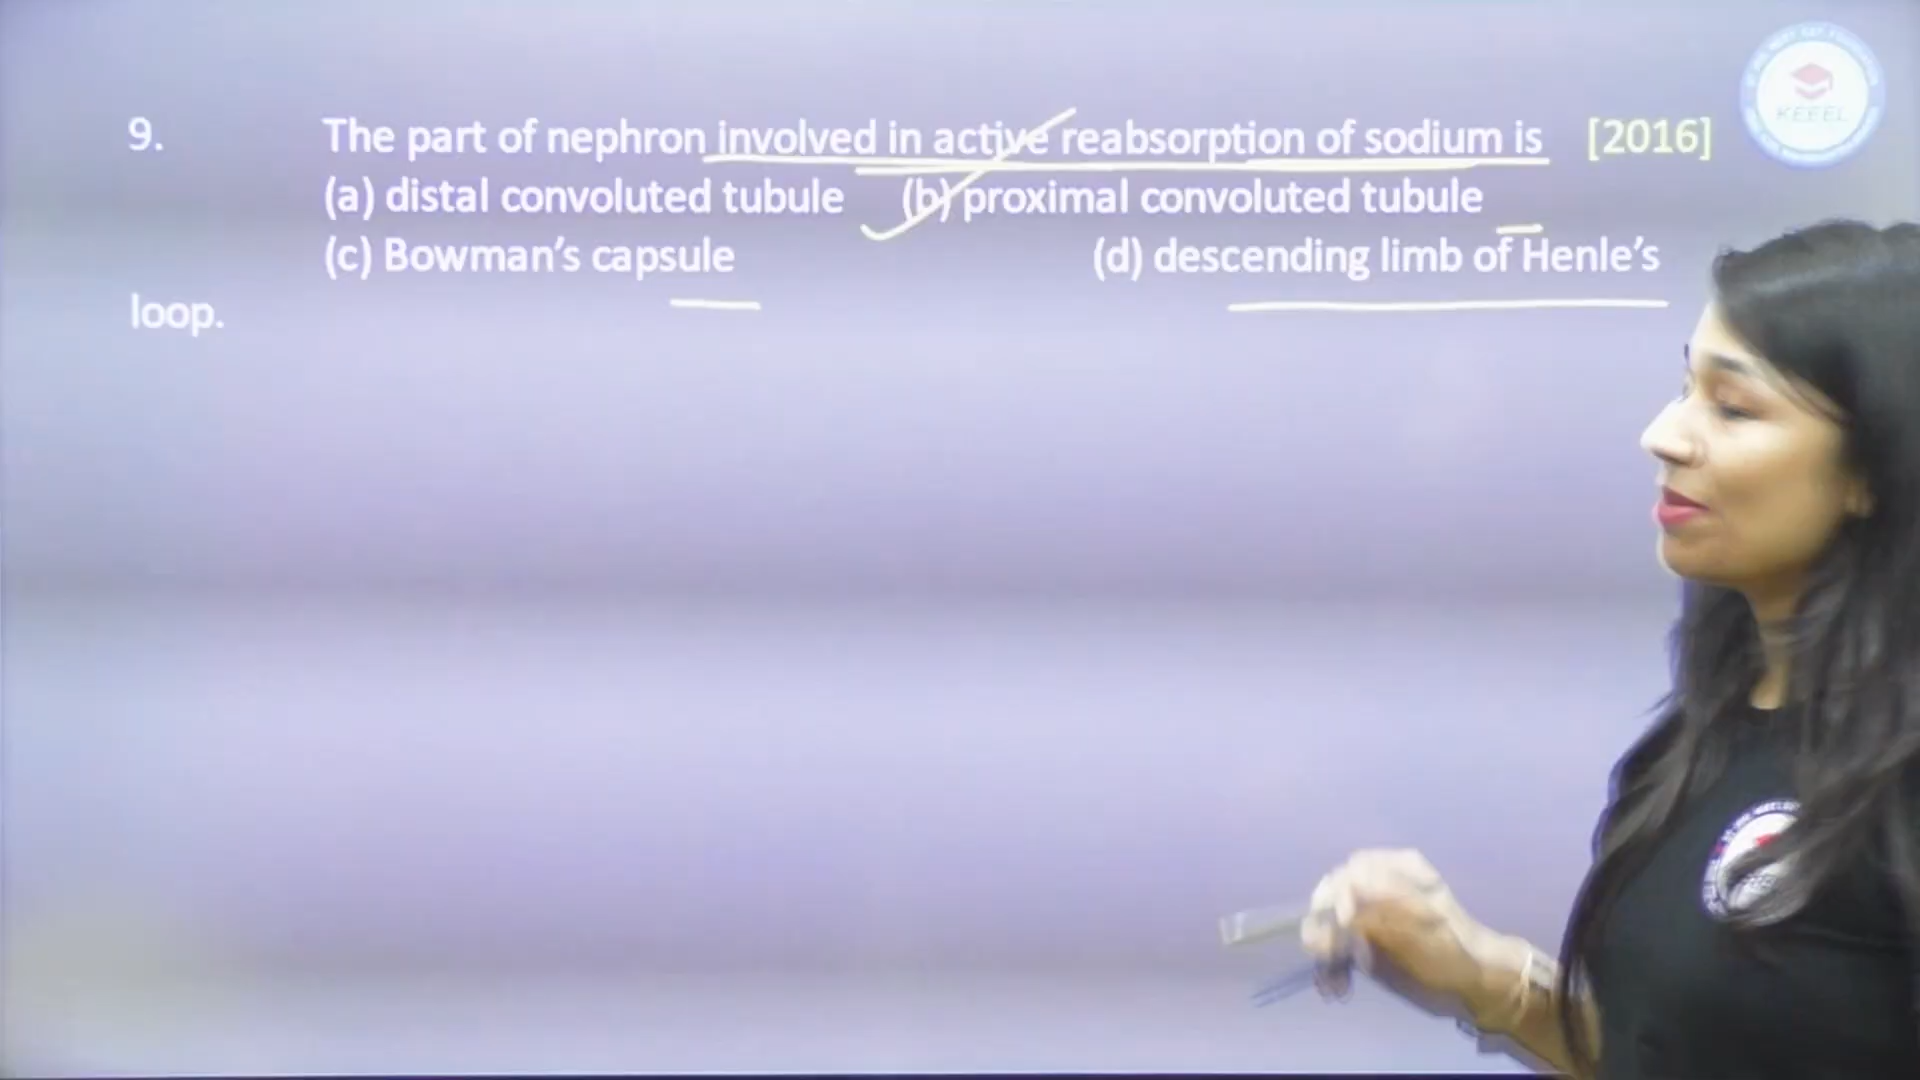 9. The part of nephron involved in active reabsorption of sodium is [2016]
(a) distal convoluted tubule (b) proximal convoluted tubule
(c) Bowman’s capsule (d) descending limb of Henle’s
loop.
KEEEL